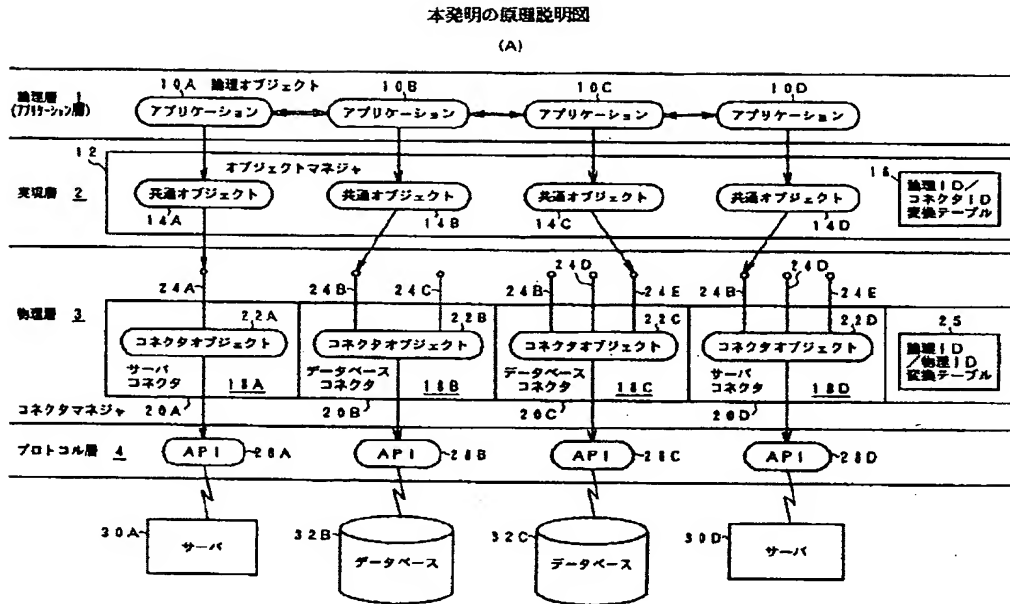 本発明の原理説明図
(A)
論理層 1
(アプリケーション層)
10A 論理オブジェクト 10B 10C 10D
アプリケーション アプリケーション アプリケーション アプリケーション
12 オブジェクトマネジャ
実現層 2
共通オブジェクト 共通オブジェクト 共通オブジェクト 共通オブジェクト
14A 14B 14C 14D
16
論理ID/
コネクタID
変換テーブル
24A 24B 24C 24B 24D 24E 24B 24D 24E
物理層 3
22A 22B 22C 22D
コネクタオブジェクト コネクタオブジェクト コネクタオブジェクト コネクタオブジェクト
25
論理ID
/物理ID
変換テーブル
サーバ
コネクタ 18A
データベース
コネクタ 18B
データベース
コネクタ 18C
サーバ
コネクタ 18D
コネクタマネジャ 20A 20B 20C 20D
プロトコル層 4
API 28A API 28B API 28C API 28D
30A サーバ
32B データベース
32C データベース
30D サーバ